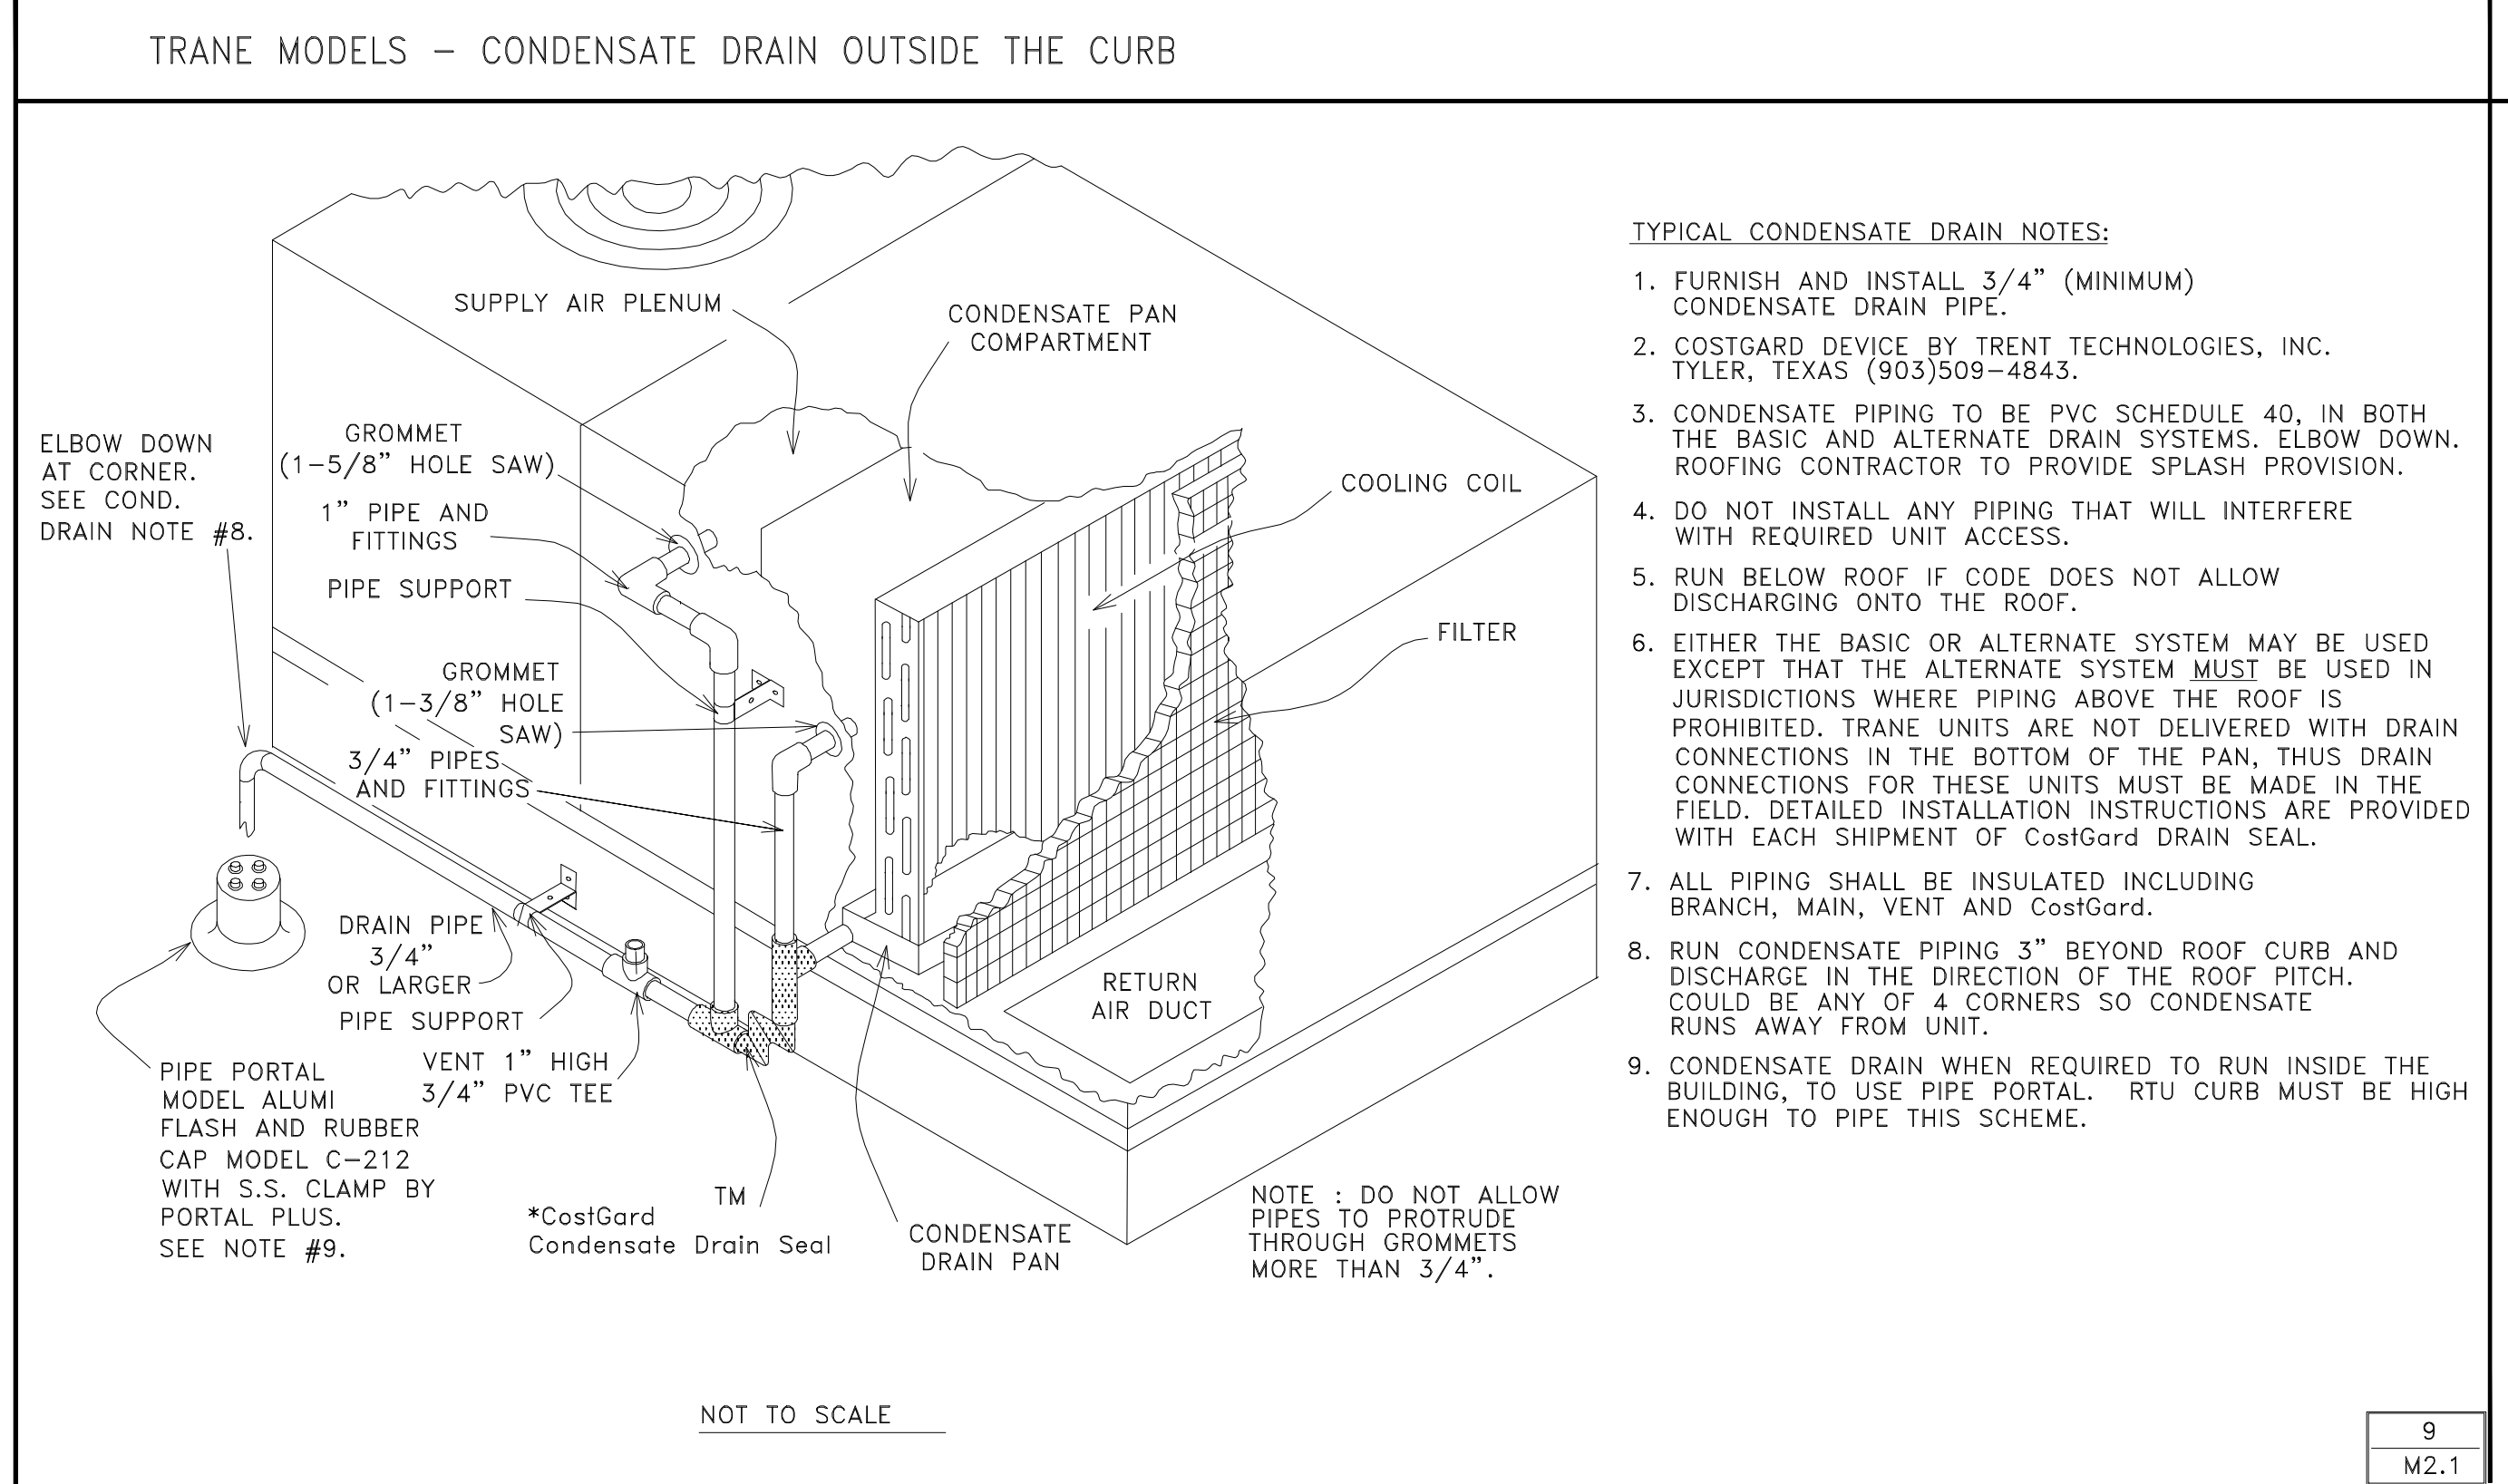 TRANE MODELS – CONDENSATE DRAIN OUTSIDE THE CURB
SUPPLY AIR PLENUM
CONDENSATE PAN
COMPARTMENT
GROMMET
(1–5/8” HOLE SAW)
1” PIPE AND
FITTINGS
PIPE SUPPORT
ELBOW DOWN
AT CORNER.
SEE COND.
DRAIN NOTE #8.
GROMMET
(1–3/8” HOLE
SAW)
3/4” PIPES
AND FITTINGS
COOLING COIL
FILTER
DRAIN PIPE
3/4”
OR LARGER
PIPE SUPPORT
VENT 1” HIGH
3/4” PVC TEE
PIPE PORTAL
MODEL ALUMI
FLASH AND RUBBER
CAP MODEL C–212
WITH S.S. CLAMP BY
PORTAL PLUS.
SEE NOTE #9.
TM
*CostGard
Condensate Drain Seal
CONDENSATE
DRAIN PAN
RETURN
AIR DUCT
NOTE : DO NOT ALLOW
PIPES TO PROTRUDE
THROUGH GROMMETS
MORE THAN 3/4”.
TYPICAL CONDENSATE DRAIN NOTES:
1. FURNISH AND INSTALL 3/4” (MINIMUM)
CONDENSATE DRAIN PIPE.
2. COSTGARD DEVICE BY TRENT TECHNOLOGIES, INC.
TYLER, TEXAS (903)509–4843.
3. CONDENSATE PIPING TO BE PVC SCHEDULE 40, IN BOTH
THE BASIC AND ALTERNATE DRAIN SYSTEMS. ELBOW DOWN.
ROOFING CONTRACTOR TO PROVIDE SPLASH PROVISION.
4. DO NOT INSTALL ANY PIPING THAT WILL INTERFERE
WITH REQUIRED UNIT ACCESS.
5. RUN BELOW ROOF IF CODE DOES NOT ALLOW
DISCHARGING ONTO THE ROOF.
6. EITHER THE BASIC OR ALTERNATE SYSTEM MAY BE USED
EXCEPT THAT THE ALTERNATE SYSTEM MUST BE USED IN
JURISDICTIONS WHERE PIPING ABOVE THE ROOF IS
PROHIBITED. TRANE UNITS ARE NOT DELIVERED WITH DRAIN
CONNECTIONS IN THE BOTTOM OF THE PAN, THUS DRAIN
CONNECTIONS FOR THESE UNITS MUST BE MADE IN THE
FIELD. DETAILED INSTALLATION INSTRUCTIONS ARE PROVIDED
WITH EACH SHIPMENT OF CostGard DRAIN SEAL.
7. ALL PIPING SHALL BE INSULATED INCLUDING
BRANCH, MAIN, VENT AND CostGard.
8. RUN CONDENSATE PIPING 3” BEYOND ROOF CURB AND
DISCHARGE IN THE DIRECTION OF THE ROOF PITCH.
COULD BE ANY OF 4 CORNERS SO CONDENSATE
RUNS AWAY FROM UNIT.
9. CONDENSATE DRAIN WHEN REQUIRED TO RUN INSIDE THE
BUILDING, TO USE PIPE PORTAL. RTU CURB MUST BE HIGH
ENOUGH TO PIPE THIS SCHEME.
NOT TO SCALE
9
M2.1